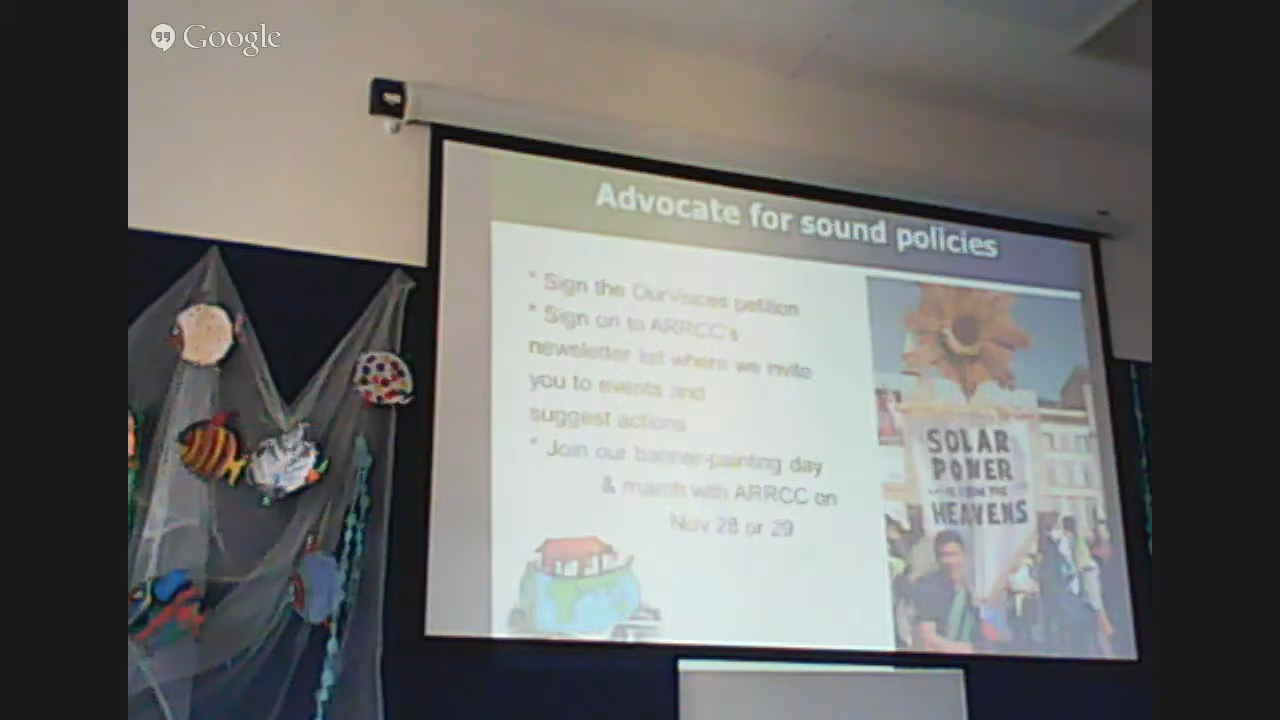 Google
Advocate for sound policies
* Sign the OurVoices petition
* Sign on to ARRCC's
newsletter list where we invite
you to events and
suggest actions
* Join our banner-painting day
& march with ARRCC on
Nov 28 or 29
SOLAR
POWER
IS FROM THE
HEAVENS